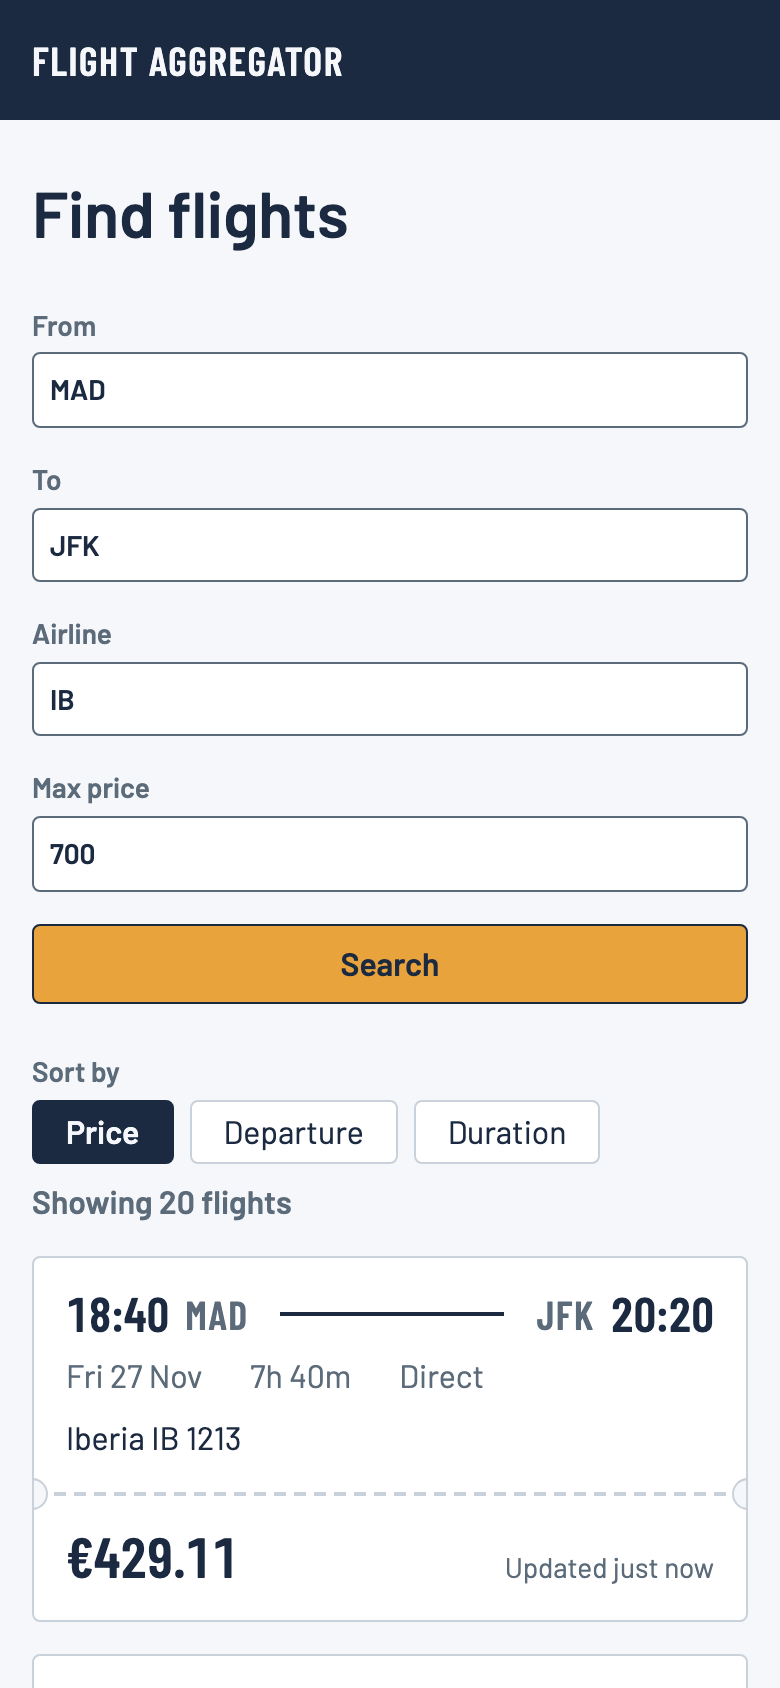 FLIGHT AGGREGATOR
Find flights
From
MAD
To
JFK
Airline
IB
Max price
700
Search
Sort by
Price Departure Duration
Showing 20 flights
18:40 MAD JFK 20:20
Fri 27 Nov 7h 40m Direct
Iberia IB 1213
€429.11 Updated just now